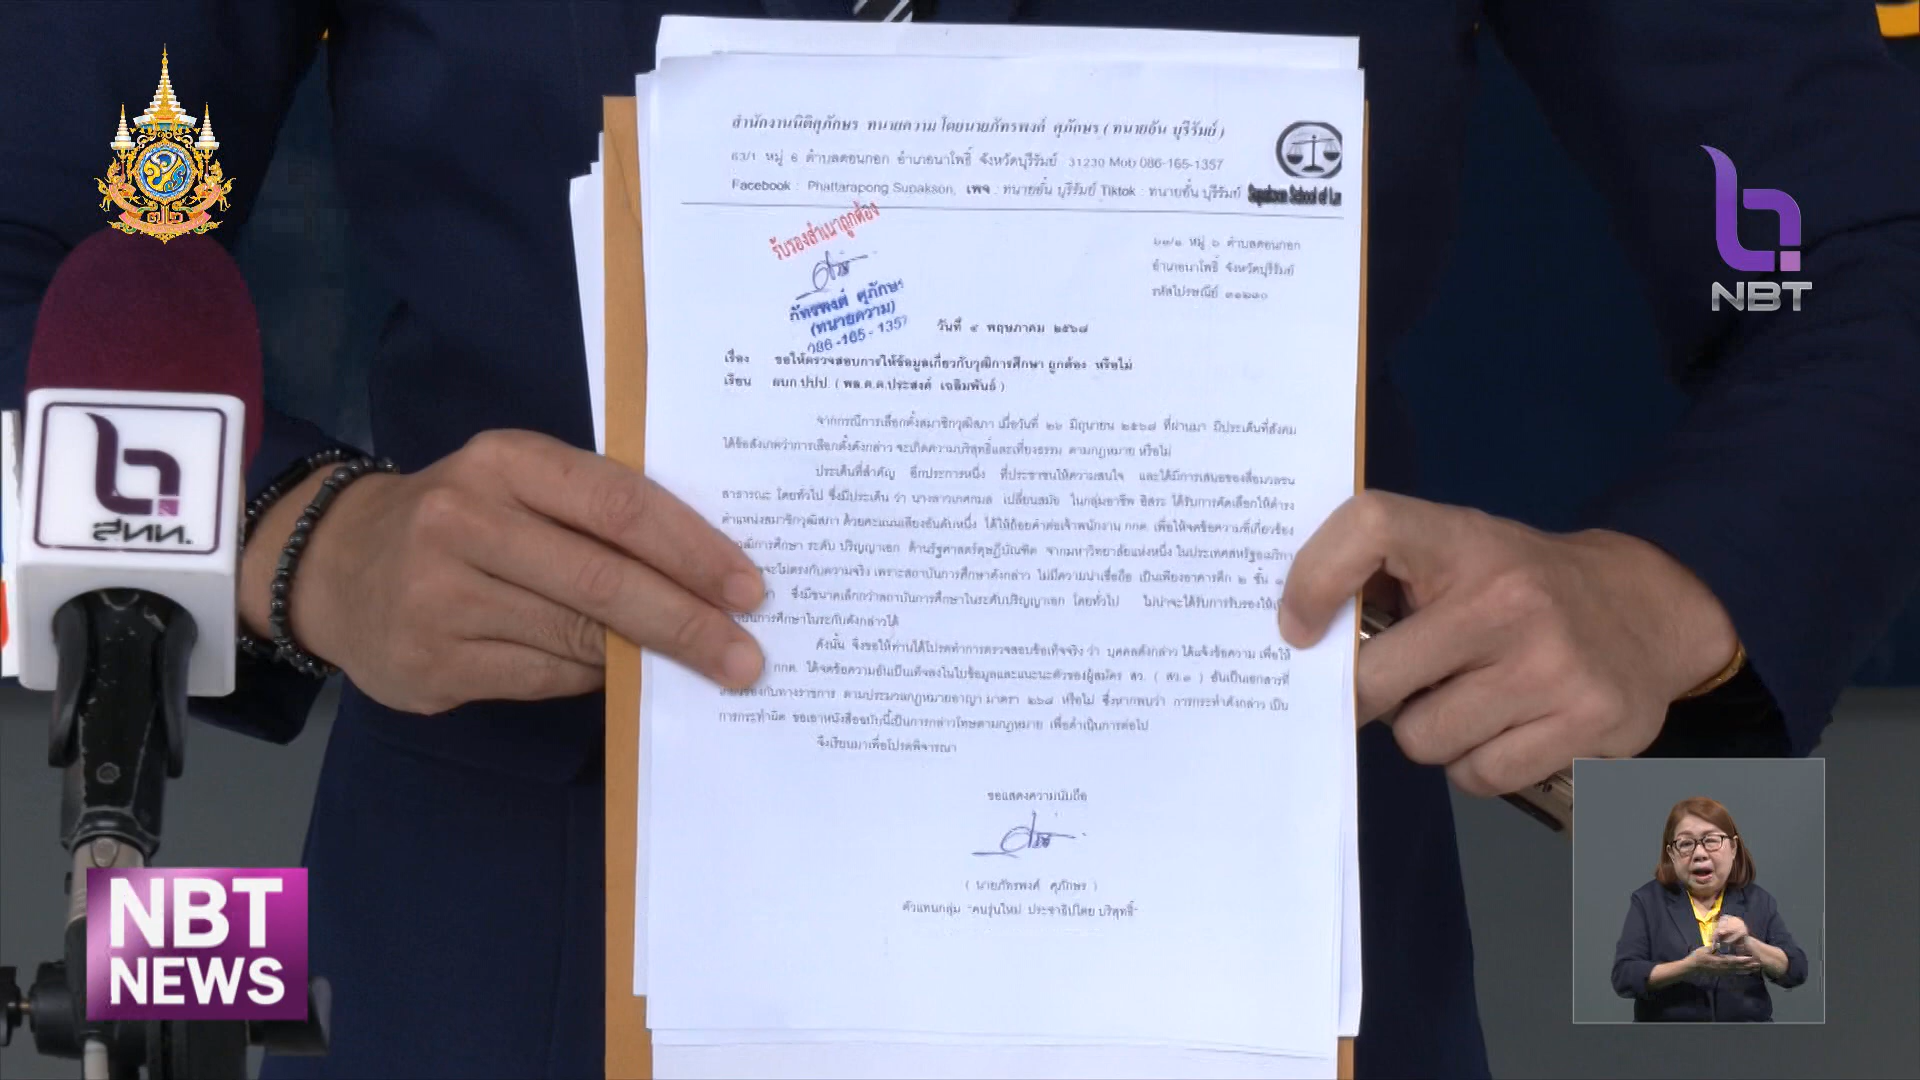 สำนักงานนิติศุภักษร ทนายความ โดยนายภัทรพงศ์ ศุภักษร ( ทนายอั๋น บุรีรัมย์ )
63/1 หมู่ 6 ตำบลดอนกอก อำเภอนาโพธิ์ จังหวัดบุรีรัมย์ 31230 Mob 086-165-1357
Facebook : Phattarapong Supakson, เพจ : ทนายอั๋น บุรีรัมย์ Tiktok : ทนายอั๋น บุรีรัมย์
รับรองสำเนาถูกต้อง
ภัทรพงศ์ ศุภักษร
(ทนายความ)
086-165-1357
๖๓/๑ หมู่ ๖ ตำบลดอนกอก
อำเภอนาโพธิ์ จังหวัดบุรีรัมย์
รหัสไปรษณีย์ ๓๑๒๓๐
NBT
วันที่ ๙ พฤษภาคม ๒๕๖๘
เรื่อง ขอให้ตรวจสอบการให้ข้อมูลเกี่ยวกับวุฒิการศึกษา ถูกต้อง หรือไม่
เรียน ผบก.ปปป. ( พล.ต.ต.ประสงค์ เฉลิมพันธ์ )
จากกรณีการเลือกตั้งสมาชิกวุฒิสภา เมื่อวันที่ ๒๖ มิถุนายน ๒๕๖๗ ที่ผ่านมา มีประเด็นที่สังคม
ได้ข้อสังเกตว่าการเลือกตั้งดังกล่าว จะเกิดความบริสุทธิ์และเที่ยงธรรม ตามกฎหมาย หรือไม่
ประเด็นที่สำคัญ อีกประการหนึ่ง ที่ประชาชนให้ความสนใจ และได้มีการเสนอของสื่อมวลชน
สาธารณะ โดยทั่วไป ซึ่งมีประเด็น ว่า นางสาวเกศกมล เปลี่ยนสมัย ในกลุ่มอาชีพ อิสระ ได้รับการคัดเลือกให้ดำรง
ตำแหน่งสมาชิกวุฒิสภา ด้วยคะแนนเสียงอันดับหนึ่ง ได้ให้ถ้อยคำต่อเจ้าพนักงาน กกต. เพื่อให้จดข้อความที่เกี่ยวข้อง
วุฒิการศึกษา ระดับ ปริญญาเอก ด้านรัฐศาสตร์ดุษฎีบัณฑิต จากมหาวิทยาลัยแห่งหนึ่ง ในประเทศสหรัฐอเมริกา
จะไม่ตรงกับความจริง เพราะสถาบันการศึกษาดังกล่าว ไม่มีความน่าเชื่อถือ เป็นเพียงอาคารตึก ๒ ชั้น ๑
ซึ่งมีขนาดเล็กกว่าสถาบันการศึกษาในระดับปริญญาเอก โดยทั่วไป ไม่น่าจะได้รับการรับรองให้
การศึกษาในระดับดังกล่าวได้
ดังนั้น จึงขอให้ท่านได้โปรดทำการตรวจสอบข้อเท็จจริง ว่า บุคคลดังกล่าว ได้แจ้งข้อความ เพื่อให้
กกต. ได้จดข้อความอันเป็นเท็จลงในใบข้อมูลและแนะนะตัวของผู้สมัคร สว. ( สว.๓ ) อันเป็นเอกสารที่
เกี่ยวข้องกับทางราชการ ตามประมวลกฎหมายอาญา มาตรา ๒๖๗ หรือไม่ ซึ่งหากพบว่า การกระทำดังกล่าว เป็น
การกระทำผิด ขอเอาหนังสือฉบับนี้เป็นการกล่าวโทษตามกฎหมาย เพื่อดำเนินการต่อไป
จึงเรียนมาเพื่อโปรดพิจารณา
ขอแสดงความนับถือ
( นายภัทรพงศ์ ศุภักษร )
ตัวแทนกลุ่ม "คนรุ่นใหม่ ประชาธิปไตย บริสุทธิ์"
สทท.
NBT
NEWS